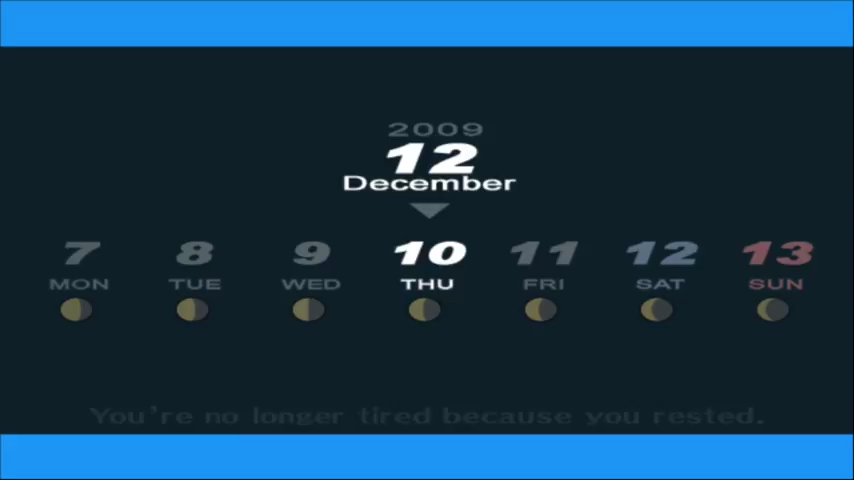 2009
12
December
7 8 9 10 11 12 13
MON TUE WED THU FRI SAT SUN
You're no longer tired because you rested.